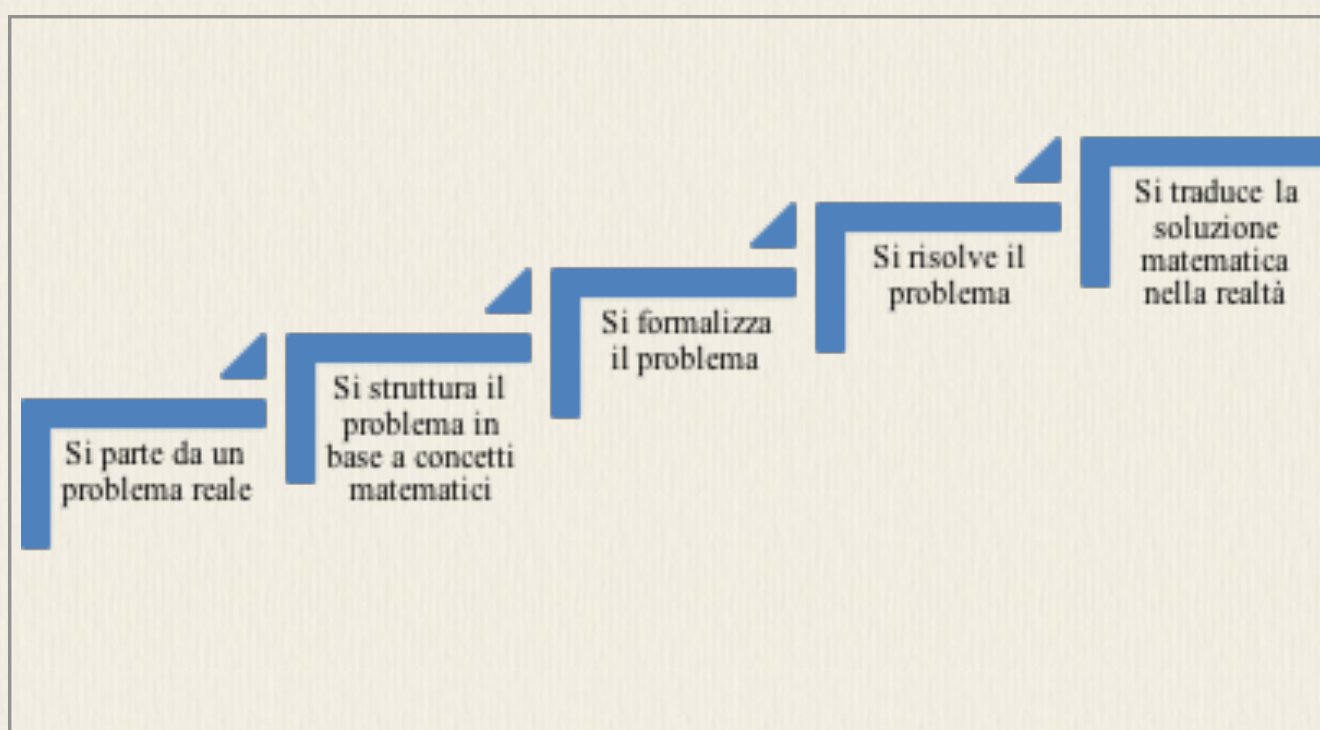 Si parte da un
problema reale
Si struttura il
problema in
base a concetti
matematici
Si formalizza
il problema
Si risolve il
problema
Si traduce la
soluzione
matematica
nella realtà